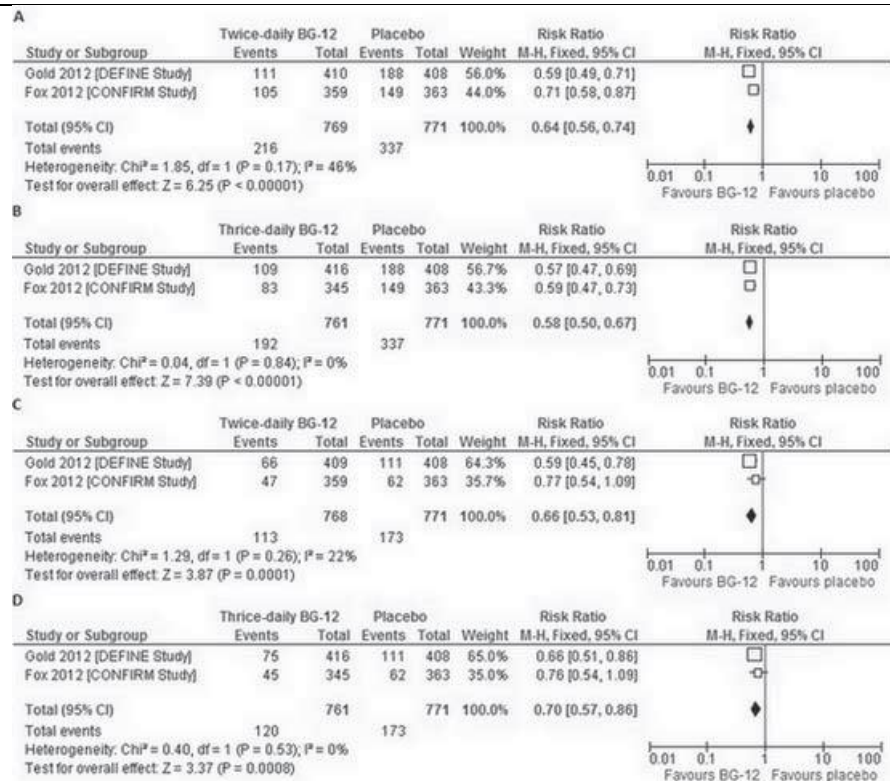 A
Twice-daily BG-12 Placebo Risk Ratio Risk Ratio
Study or Subgroup Events Total Events Total Weight M-H, Fixed, 95% CI M-H, Fixed, 95% CI
Gold 2012 [DEFINE Study] 111 410 188 408 56.0% 0.59 [0.49, 0.71]
Fox 2012 [CONFIRM Study] 105 359 149 363 44.0% 0.71 [0.58, 0.87]
Total (95% CI) 769 771 100.0% 0.64 [0.56, 0.74]
Total events 216 337
Heterogeneity: Chi² = 1.85, df = 1 (P = 0.17); I² = 46%
Test for overall effect: Z = 6.25 (P < 0.00001)
0.01 0.1 1 10 100
Favours BG-12 Favours placebo
B
Thrice-daily BG-12 Placebo Risk Ratio Risk Ratio
Study or Subgroup Events Total Events Total Weight M-H, Fixed, 95% CI M-H, Fixed, 95% CI
Gold 2012 [DEFINE Study] 109 416 188 408 56.7% 0.57 [0.47, 0.69]
Fox 2012 [CONFIRM Study] 83 345 149 363 43.3% 0.59 [0.47, 0.73]
Total (95% CI) 761 771 100.0% 0.58 [0.50, 0.67]
Total events 192 337
Heterogeneity: Chi² = 0.04, df = 1 (P = 0.84); I² = 0%
Test for overall effect: Z = 7.39 (P < 0.00001)
0.01 0.1 1 10 100
Favours BG-12 Favours placebo
C
Twice-daily BG-12 Placebo Risk Ratio Risk Ratio
Study or Subgroup Events Total Events Total Weight M-H, Fixed, 95% CI M-H, Fixed, 95% CI
Gold 2012 [DEFINE Study] 66 409 111 408 64.3% 0.59 [0.45, 0.78]
Fox 2012 [CONFIRM Study] 47 359 62 363 35.7% 0.77 [0.54, 1.09]
Total (95% CI) 768 771 100.0% 0.66 [0.53, 0.81]
Total events 113 173
Heterogeneity: Chi² = 1.29, df = 1 (P = 0.26); I² = 22%
Test for overall effect: Z = 3.87 (P = 0.0001)
0.01 0.1 1 10 100
Favours BG-12 Favours placebo
D
Thrice-daily BG-12 Placebo Risk Ratio Risk Ratio
Study or Subgroup Events Total Events Total Weight M-H, Fixed, 95% CI M-H, Fixed, 95% CI
Gold 2012 [DEFINE Study] 75 416 111 408 65.0% 0.66 [0.51, 0.86]
Fox 2012 [CONFIRM Study] 45 345 62 363 35.0% 0.76 [0.54, 1.09]
Total (95% CI) 761 771 100.0% 0.70 [0.57, 0.86]
Total events 120 173
Heterogeneity: Chi² = 0.40, df = 1 (P = 0.53); I² = 0%
Test for overall effect: Z = 3.37 (P = 0.0008)
0.01 0.1 1 10 100
Favours BG-12 Favours placebo